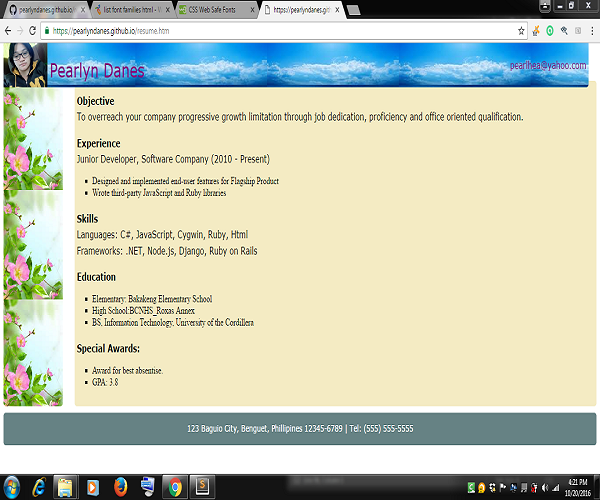 pearlyndanes.github.io/
list font families html - W
CSS Web Safe Fonts
https://pearlyndanes.git
https://pearlyndanes.github.io/resume.htm
Pearlyn Danes
pearlhea@yahoo.com
Objective
To overreach your company progressive growth limitation through job dedication, proficiency and office oriented qualification.
Experience
Junior Developer, Software Company (2010 - Present)
Designed and implemented end-user features for Flagship Product
Wrote third-party JavaScript and Ruby libraries
Skills
Languages: C#, JavaScript, Cygwin, Ruby, Html
Frameworks: .NET, Node.js, Django, Ruby on Rails
Education
Elementary: Bakakeng Elementary School
High School:BCNHS_Roxas Annex
BS, Information Technology, University of the Cordillera
Special Awards:
Award for best absentise.
GPA: 3.8
123 Baguio City, Benguet, Phillipines 12345-6789 | Tel: (555) 555-5555
4:21 PM
10/20/2016